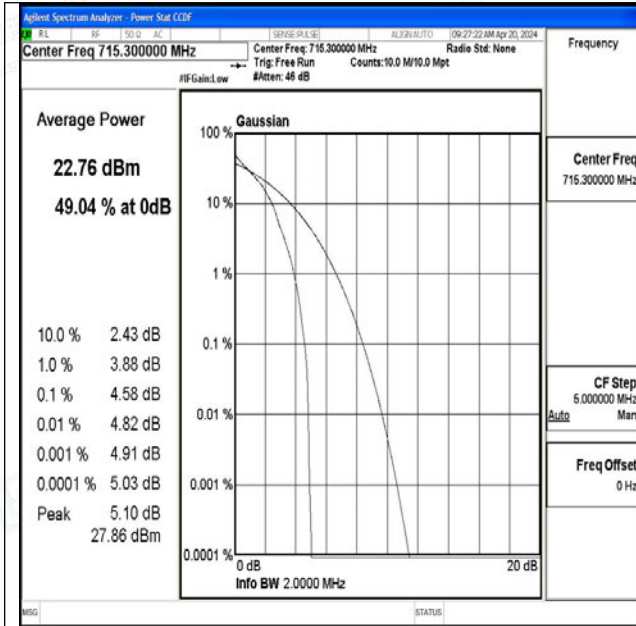 Agilent Spectrum Analyzer - Power Stat CCDF
RL RF 50 Ω AC SENSE:PULSE ALIGN AUTO 09:27:22 AM Apr 20, 2024
Center Freq 715.300000 MHz
Center Freq: 715.300000 MHz Radio Std: None
Trig: Free Run Counts:10.0 M/10.0 Mpt
#IFGain:Low #Atten: 46 dB
Frequency
Average Power
22.76 dBm
49.04 % at 0dB
10.0 % 2.43 dB
1.0 % 3.88 dB
0.1 % 4.58 dB
0.01 % 4.82 dB
0.001 % 4.91 dB
0.0001 % 5.03 dB
Peak 5.10 dB
27.86 dBm
Gaussian
100 %
10 %
1 %
0.1 %
0.01 %
0.001 %
0.0001 %
0 dB 20 dB
Info BW 2.0000 MHz
Center Freq
715.300000 MHz
CF Step
5.000000 MHz
Auto Man
Freq Offset
0 Hz
MSG STATUS